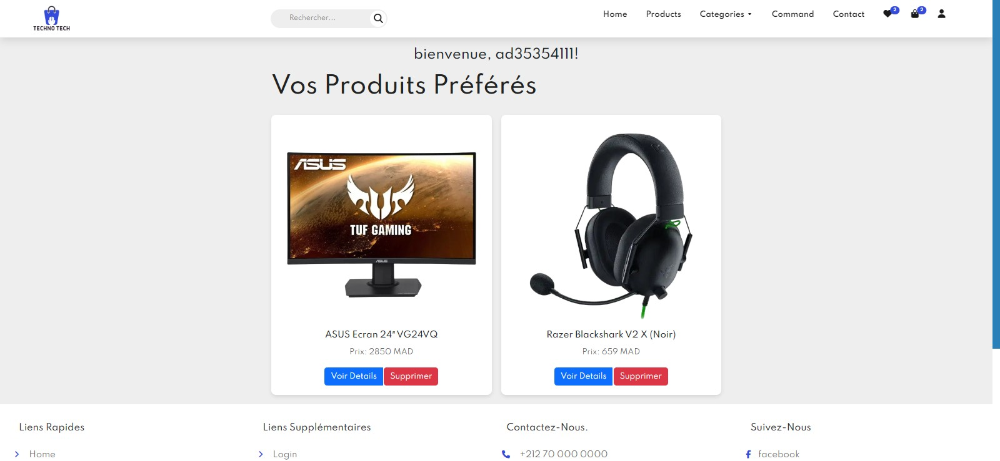 TECHNO TECH
Rechercher...
Home Products Categories Command Contact 2 2
bienvenue, ad35354111!
Vos Produits Préférés
ASUS
TUF GAMING
ASUS
ASUS Ecran 24″ VG24VQ
Prix: 2850 MAD
Voir Details Supprimer
Razer Blackshark V2 X (Noir)
Prix: 659 MAD
Voir Details Supprimer
Liens Rapides Liens Supplémentaires Contactez-Nous. Suivez-Nous
Home Login +212 70 000 0000 facebook